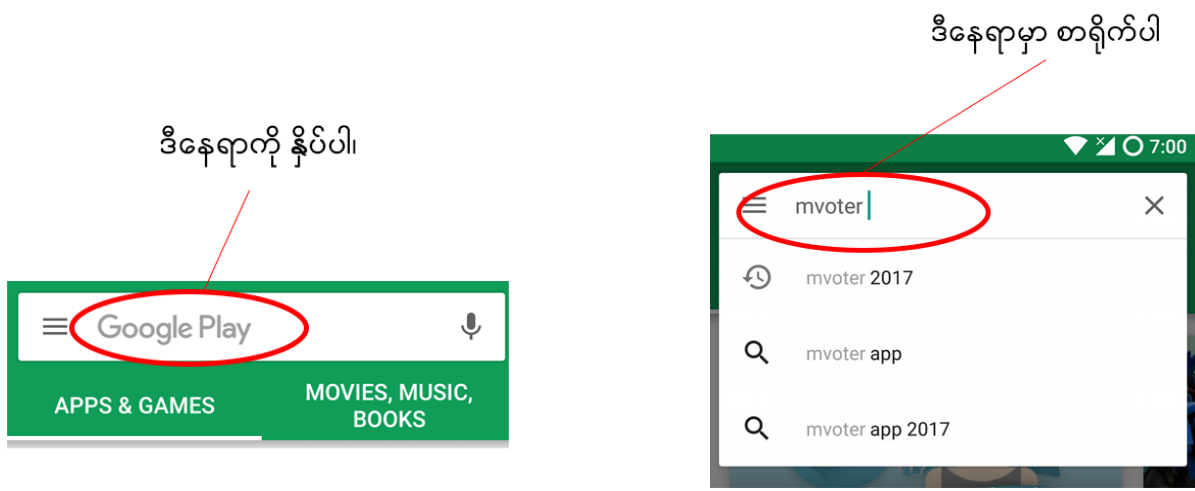 ဒီနေရာကို နှိပ်ပါ၊
Google Play
APPS & GAMES
MOVIES, MUSIC,
BOOKS
ဒီနေရာမှာ စာရိုက်ပါ
7:00
mvoter
mvoter 2017
mvoter app
mvoter app 2017